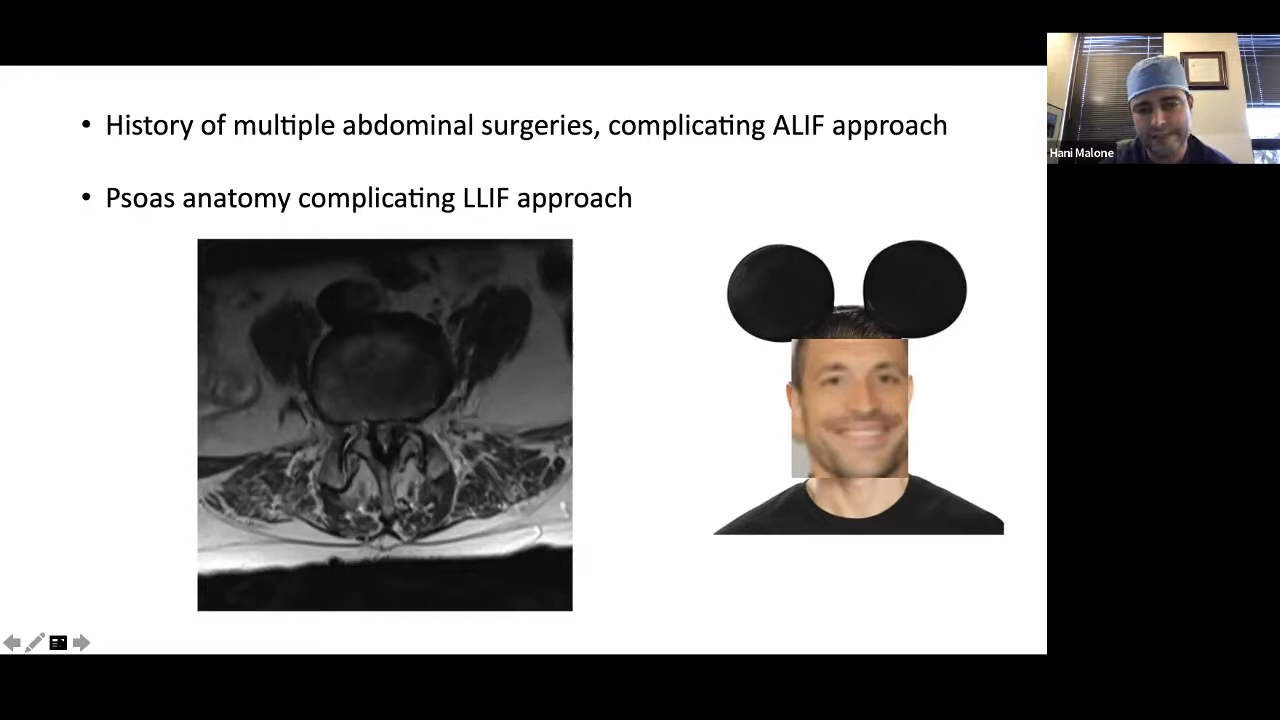 • History of multiple abdominal surgeries, complicating ALIF approach
• Psoas anatomy complicating LLIF approach
Hani Malone